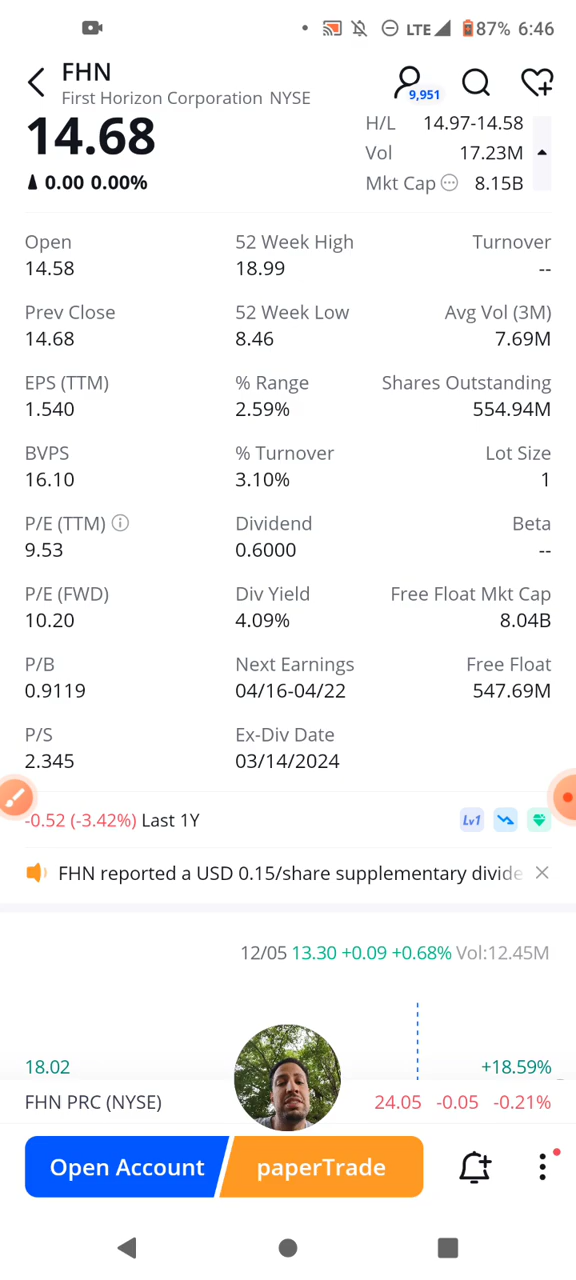 LTE 87% 6:46
FHN
First Horizon Corporation NYSE
9,951
14.68
0.00 0.00%
H/L 14.97-14.58
Vol 17.23M
Mkt Cap 8.15B
Open 52 Week High Turnover
14.58 18.99 --
Prev Close 52 Week Low Avg Vol (3M)
14.68 8.46 7.69M
EPS (TTM) % Range Shares Outstanding
1.540 2.59% 554.94M
BVPS % Turnover Lot Size
16.10 3.10% 1
P/E (TTM) Dividend Beta
9.53 0.6000 --
P/E (FWD) Div Yield Free Float Mkt Cap
10.20 4.09% 8.04B
P/B Next Earnings Free Float
0.9119 04/16-04/22 547.69M
P/S Ex-Div Date
2.345 03/14/2024
-0.52 (-3.42%) Last 1Y Lv1
FHN reported a USD 0.15/share supplementary divide
12/05 13.30 +0.09 +0.68% Vol:12.45M
18.02 +18.59%
FHN PRC (NYSE) 24.05 -0.05 -0.21%
Open Account paperTrade